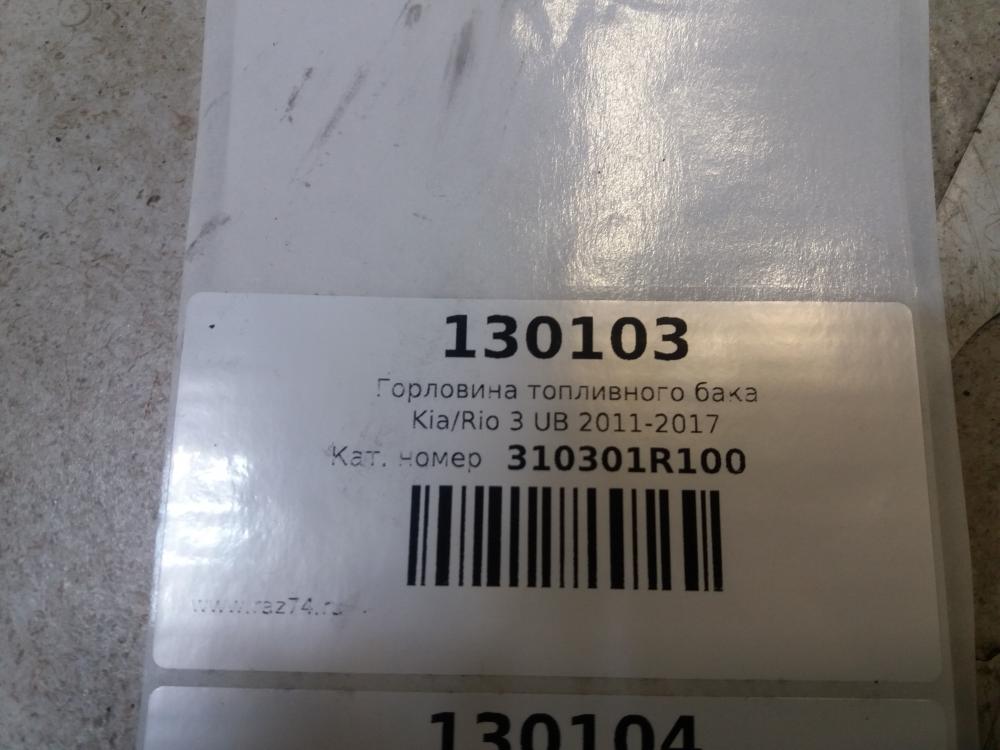 130103
Горловина топливного бака
Kia/Rio 3 UB 2011-2017
Кат. номер 310301R100
www.raz74.ru
130104